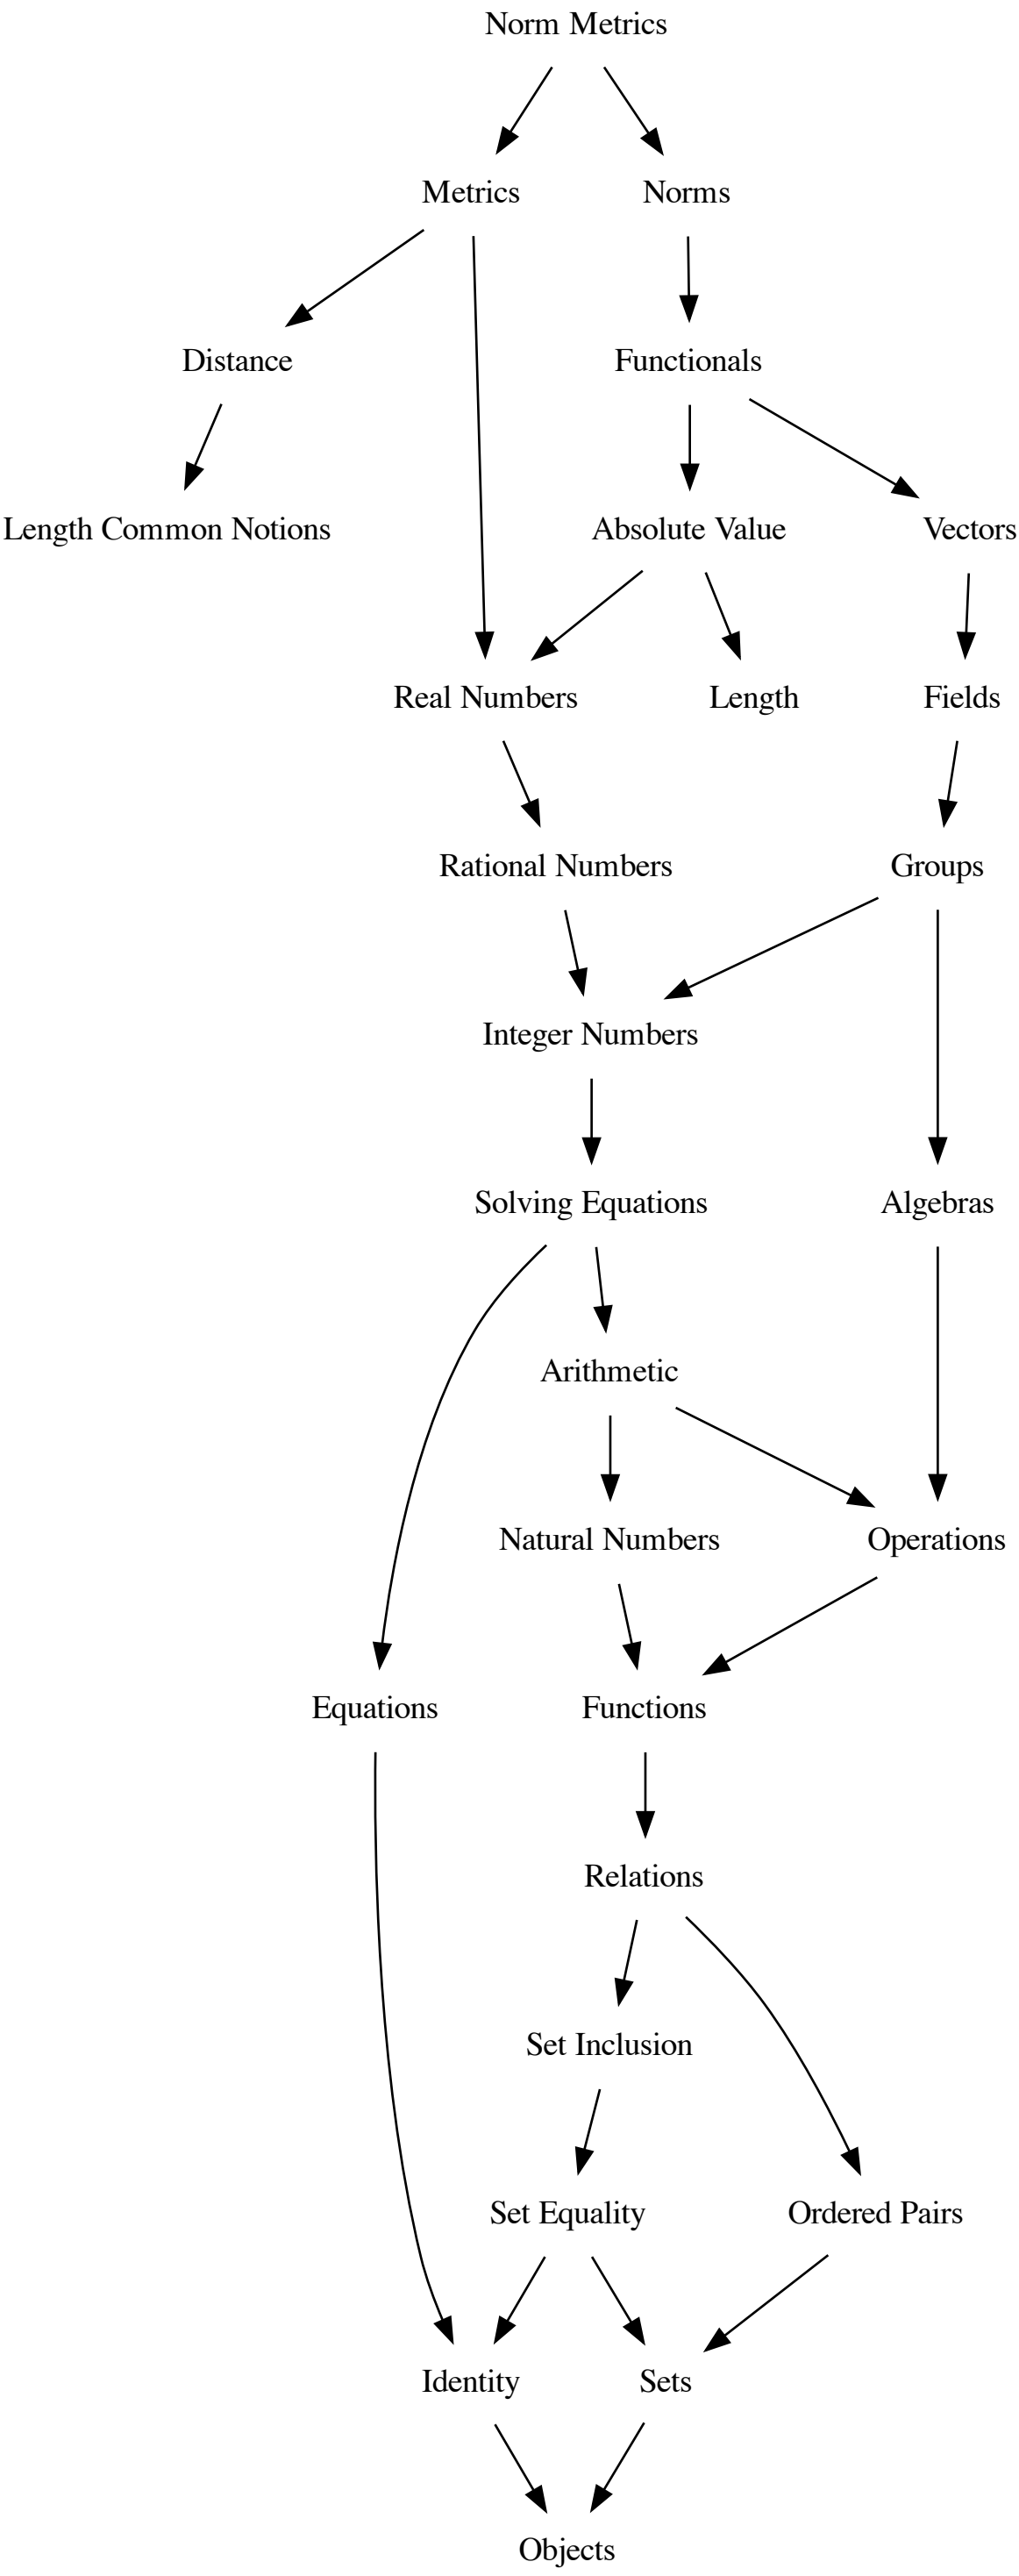 Norm Metrics
Metrics
Norms
Distance
Functionals
Length Common Notions
Absolute Value
Vectors
Real Numbers
Length
Fields
Rational Numbers
Groups
Integer Numbers
Solving Equations
Algebras
Arithmetic
Natural Numbers
Operations
Equations
Functions
Relations
Set Inclusion
Set Equality
Ordered Pairs
Identity
Sets
Objects